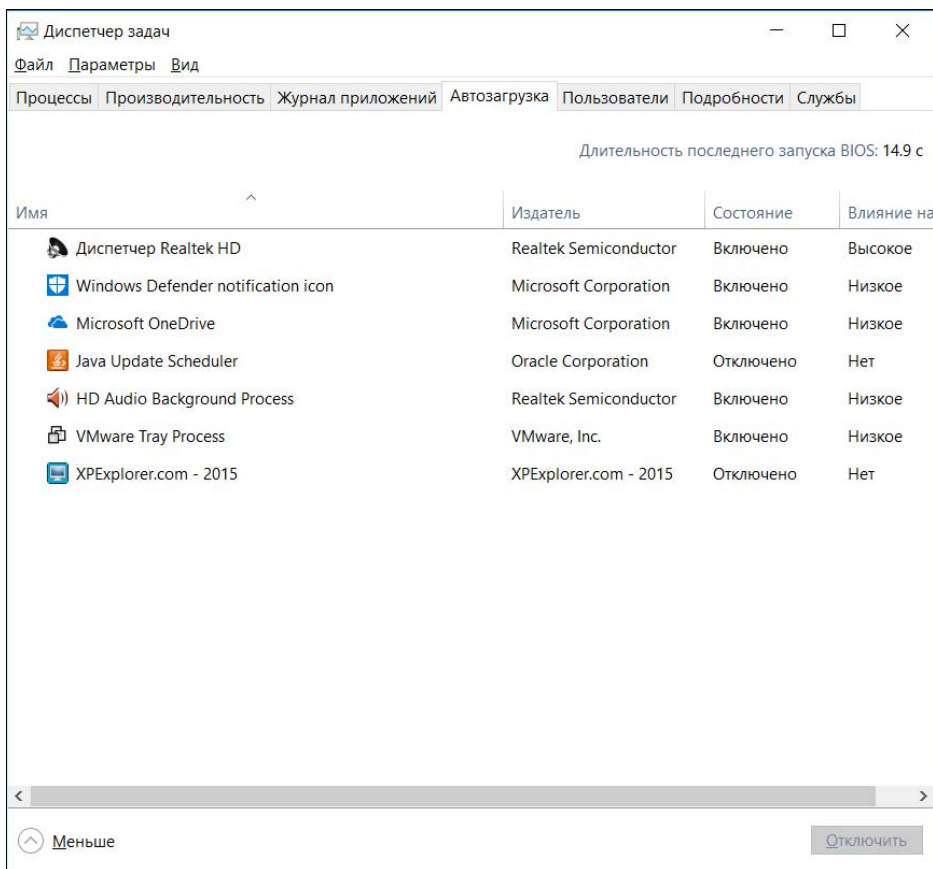 Диспетчер задач
Файл Параметры Вид
Процессы Производительность Журнал приложений Автозагрузка Пользователи Подробности Службы
Длительность последнего запуска BIOS: 14.9 с
Имя Издатель Состояние Влияние на
Диспетчер Realtek HD Realtek Semiconductor Включено Высокое
Windows Defender notification icon Microsoft Corporation Включено Низкое
Microsoft OneDrive Microsoft Corporation Включено Низкое
Java Update Scheduler Oracle Corporation Отключено Нет
HD Audio Background Process Realtek Semiconductor Включено Низкое
VMware Tray Process VMware, Inc. Включено Низкое
XPExplorer.com - 2015 XPExplorer.com - 2015 Отключено Нет
Меньше Отключить